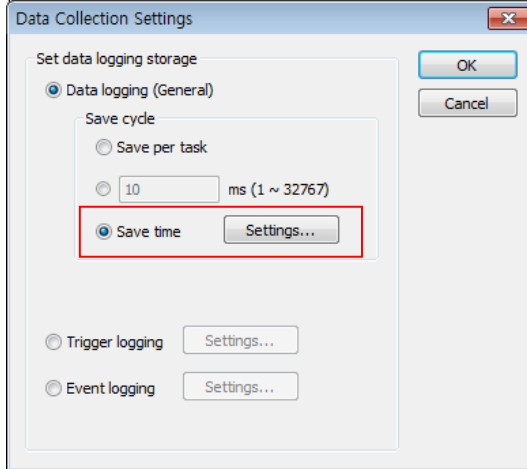 Data Collection Settings
Set data logging storage
OK
Data logging (General)
Cancel
Save cycle
Save per task
10 ms (1 ~ 32767)
Save time Settings...
Trigger logging Settings...
Event logging Settings...